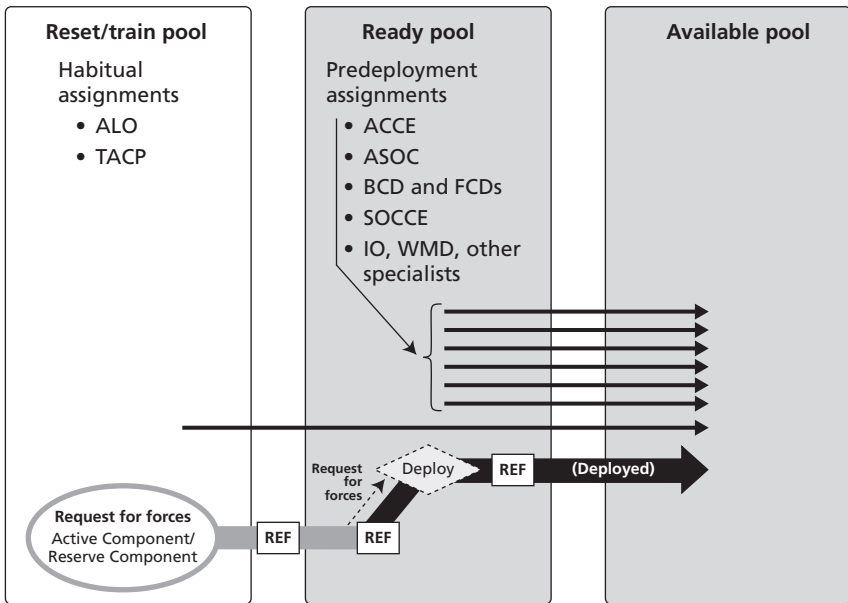 Reset/train pool
Habitual
assignments
• ALO
• TACP
Ready pool
Predeployment
assignments
• ACCE
• ASOC
• BCD and FCDs
• SOCCE
• IO, WMD, other
specialists
Available pool
Request
for
forces
Deploy
REF
(Deployed)
Request for forces
Active Component/
Reserve Component
REF
REF